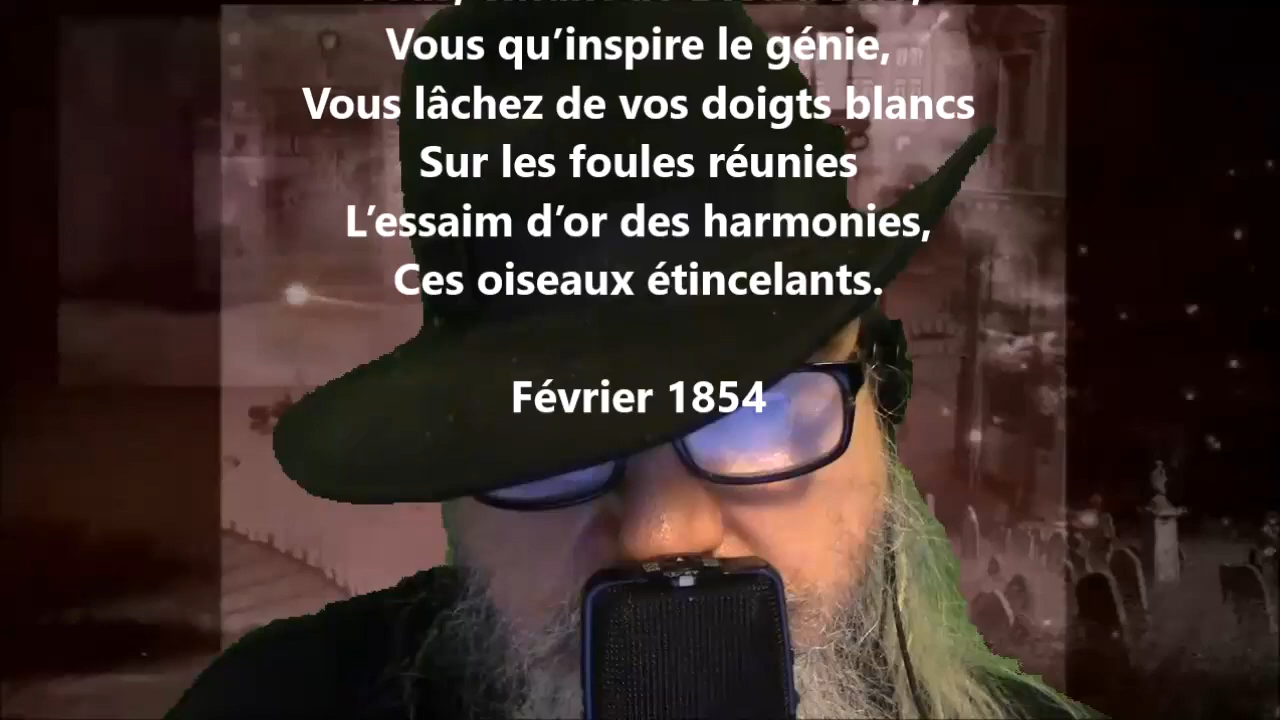 Vous qu’inspire le génie,
Vous lâchez de vos doigts blancs
Sur les foules réunies
L’essaim d’or des harmonies,
Ces oiseaux étincelants.
Février 1854